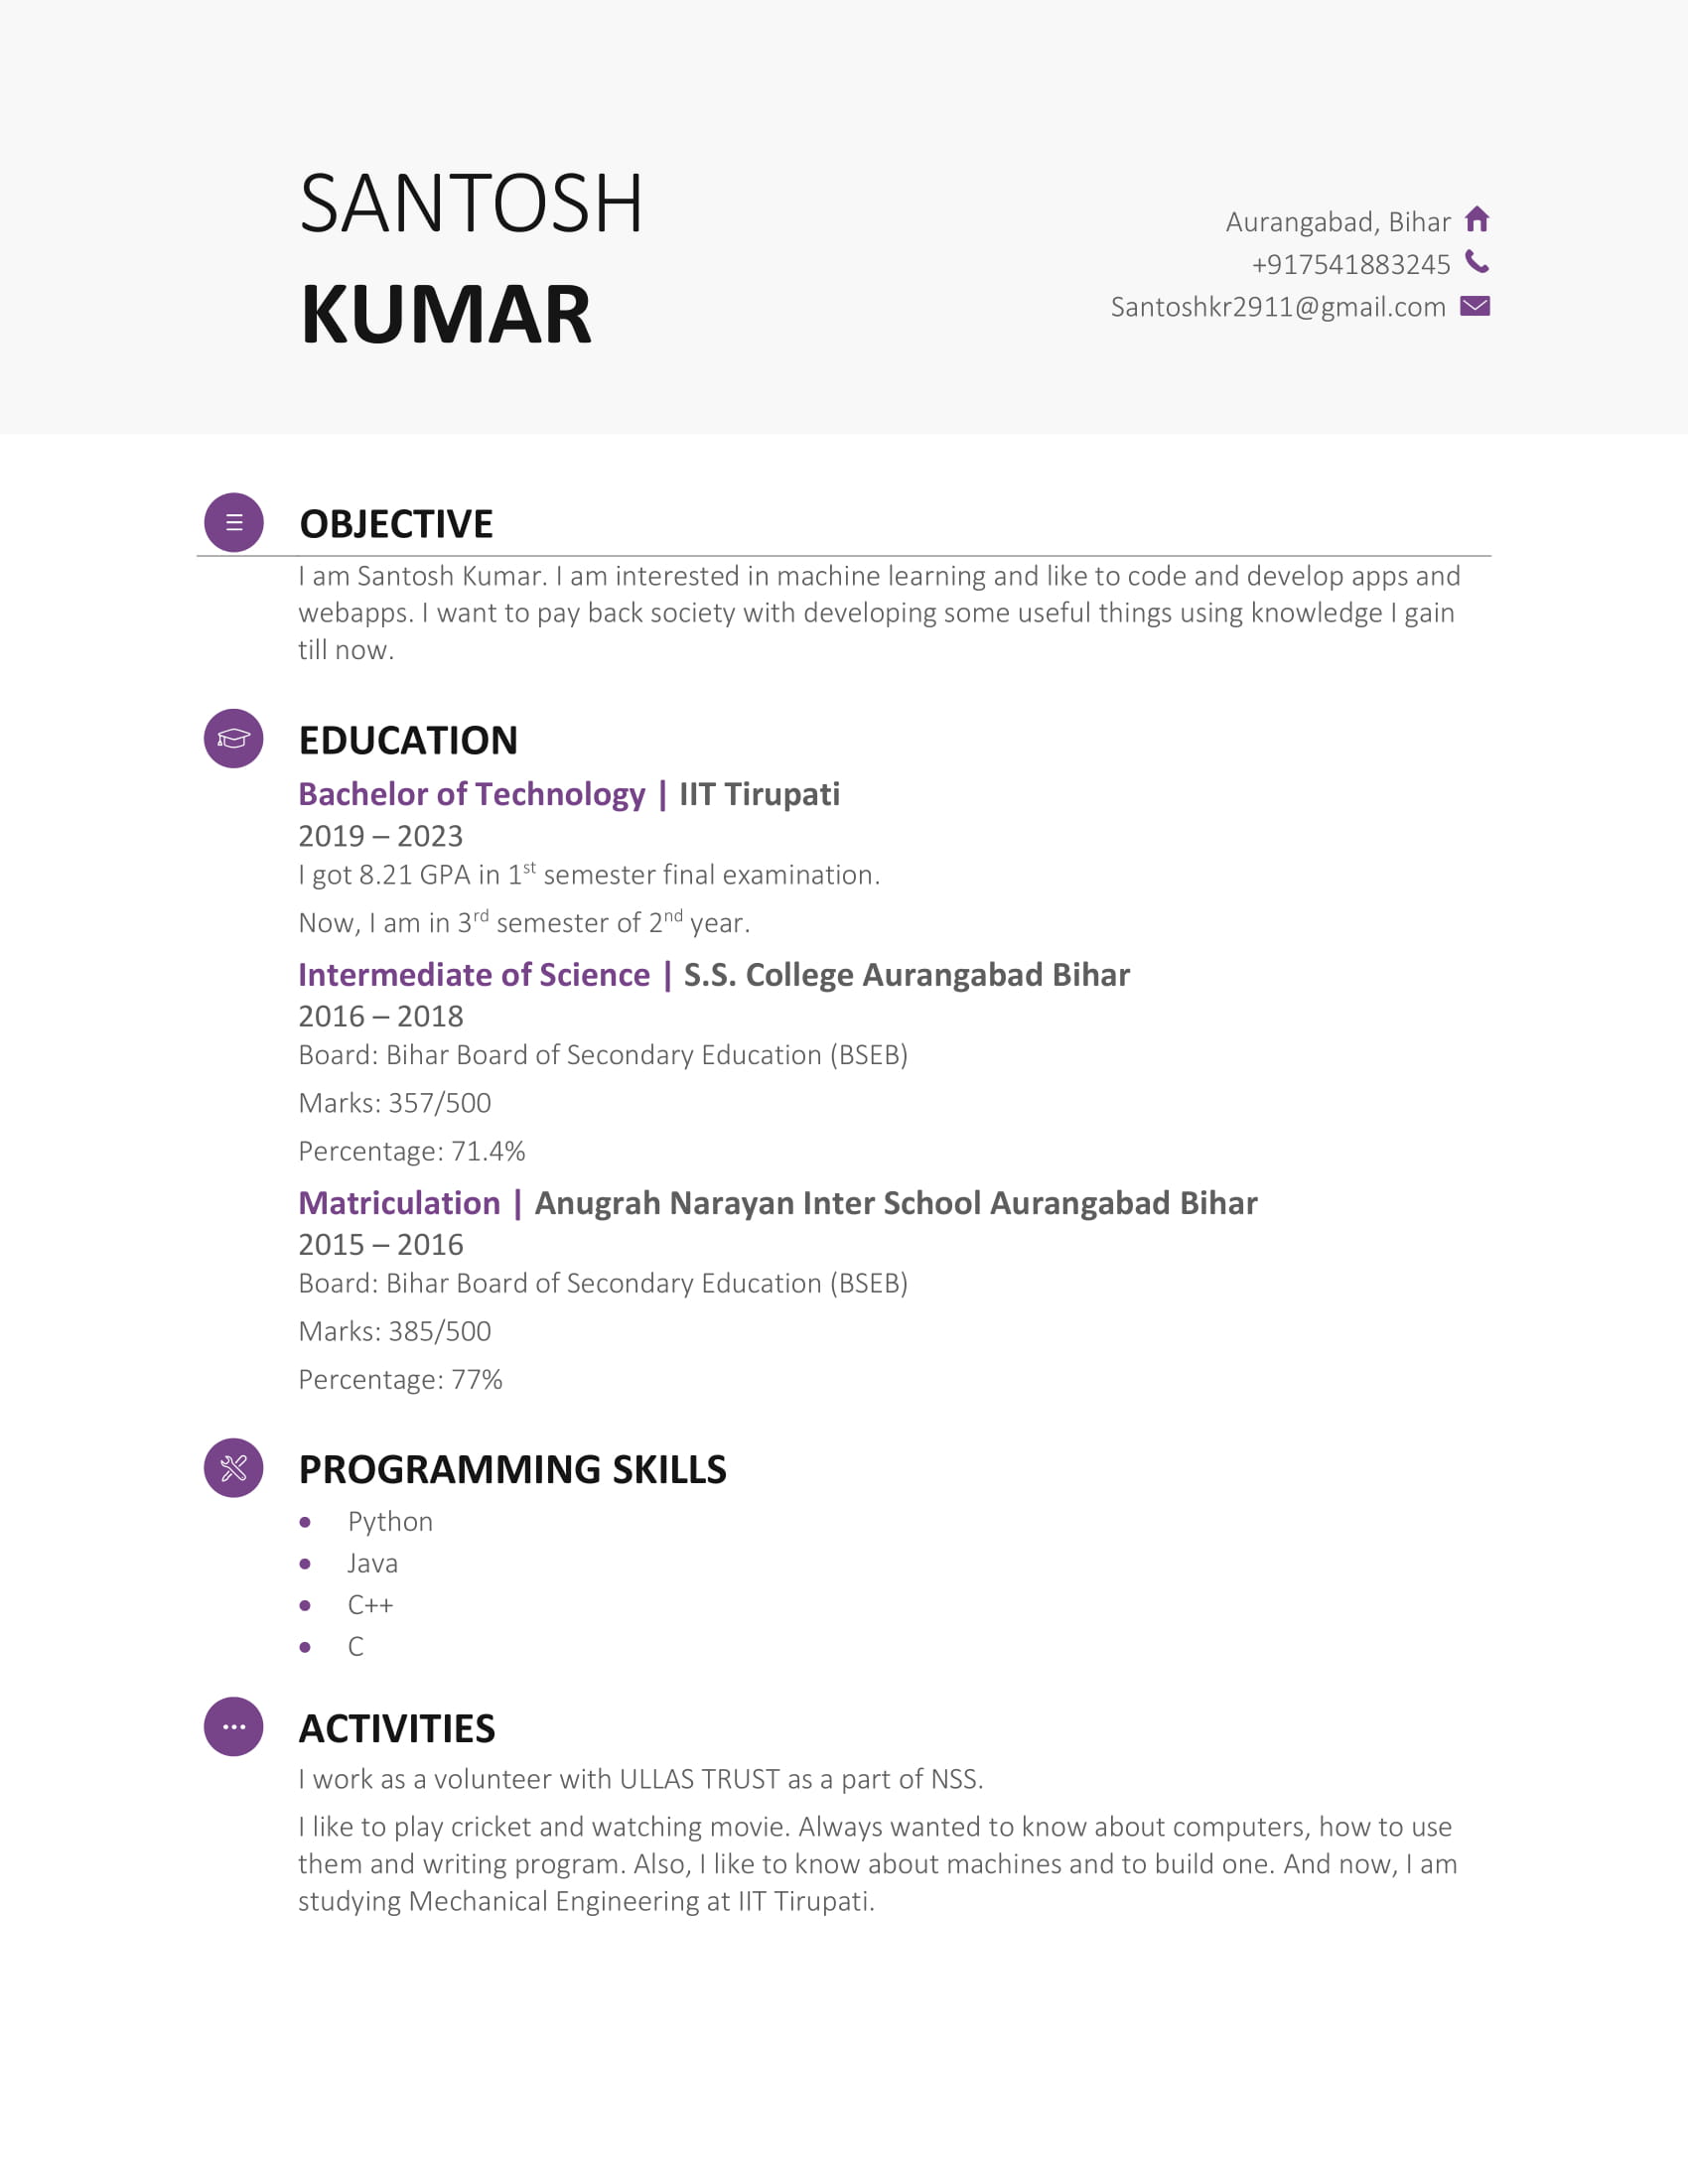 SANTOSH
KUMAR
Aurangabad, Bihar
+917541883245
Santoshkr2911@gmail.com
OBJECTIVE
I am Santosh Kumar. I am interested in machine learning and like to code and develop apps and
webapps. I want to pay back society with developing some useful things using knowledge I gain
till now.
EDUCATION
Bachelor of Technology | IIT Tirupati
2019 – 2023
I got 8.21 GPA in 1st semester final examination.
Now, I am in 3rd semester of 2nd year.
Intermediate of Science | S.S. College Aurangabad Bihar
2016 – 2018
Board: Bihar Board of Secondary Education (BSEB)
Marks: 357/500
Percentage: 71.4%
Matriculation | Anugrah Narayan Inter School Aurangabad Bihar
2015 – 2016
Board: Bihar Board of Secondary Education (BSEB)
Marks: 385/500
Percentage: 77%
PROGRAMMING SKILLS
• Python
• Java
• C++
• C
ACTIVITIES
I work as a volunteer with ULLAS TRUST as a part of NSS.
I like to play cricket and watching movie. Always wanted to know about computers, how to use
them and writing program. Also, I like to know about machines and to build one. And now, I am
studying Mechanical Engineering at IIT Tirupati.